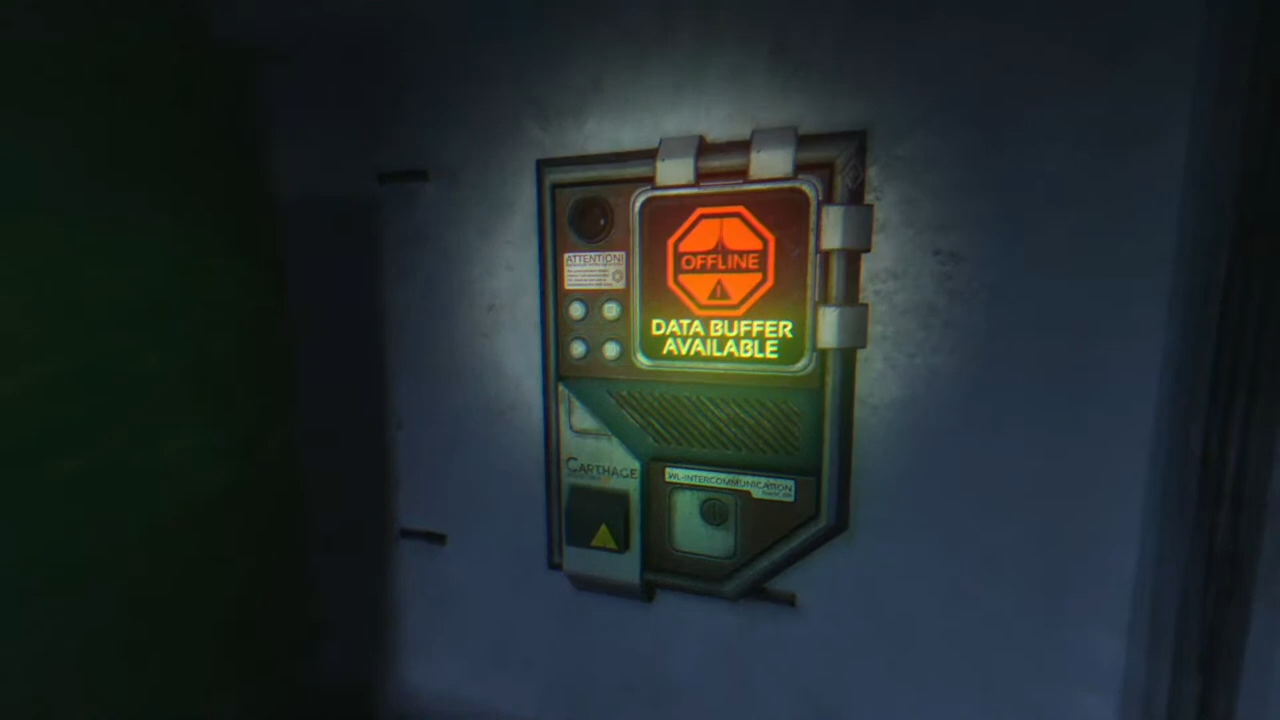 ATTENTION!
OFFLINE
DATA BUFFER
AVAILABLE
CARTHAGE
WL-INTERCOMMUNICATION